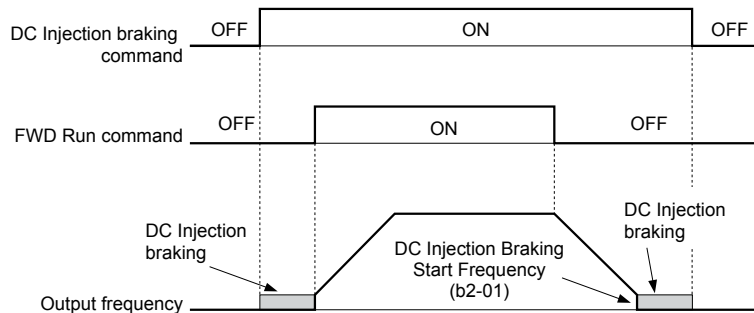 DC Injection braking
command
OFF
ON
OFF
FWD Run command
OFF
ON
OFF
DC Injection
braking
DC Injection Braking
Start Frequency
(b2-01)
DC Injection
braking
Output frequency